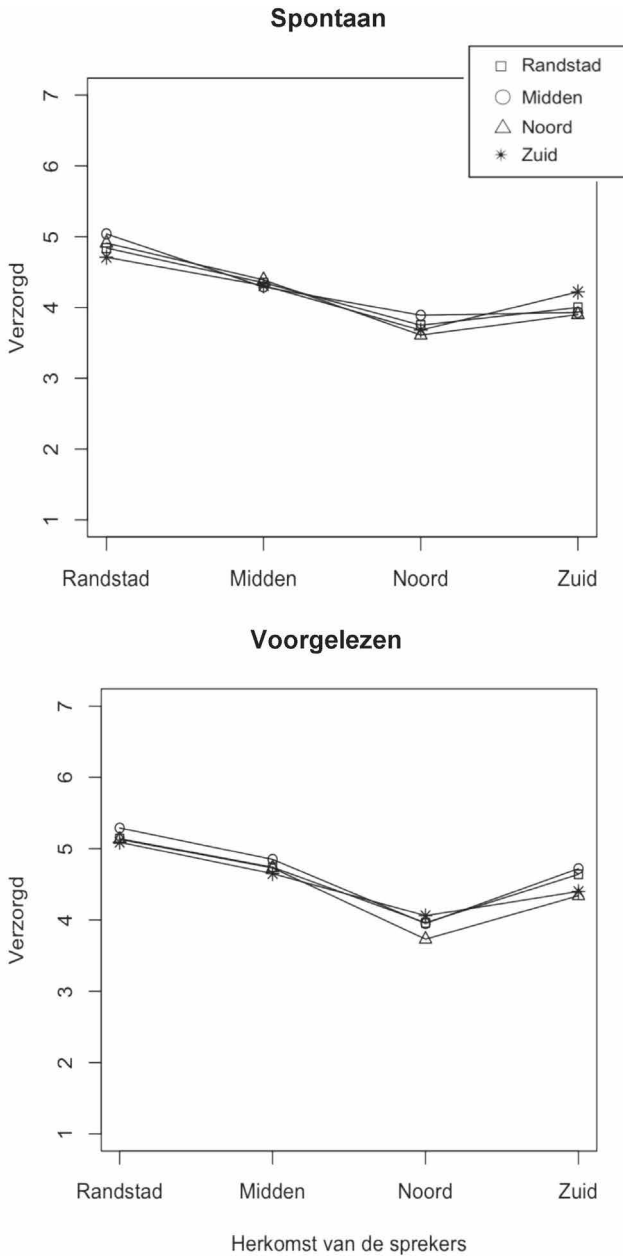 Spontaan
Randstad
Midden
Noord
Zuid
7
6
5
4
3
2
1
Verzorgd
Randstad Midden Noord Zuid
Voorgelezen
7
6
5
4
3
2
1
Verzorgd
Randstad Midden Noord Zuid
Herkomst van de sprekers